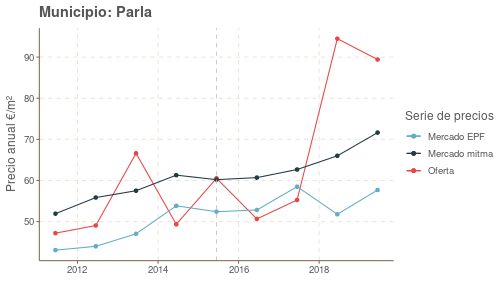 Municipio: Parla
Precio anual €/m²
90
80
70
60
50
2012
2014
2016
2018
Serie de precios
Mercado EPF
Mercado mitma
Oferta